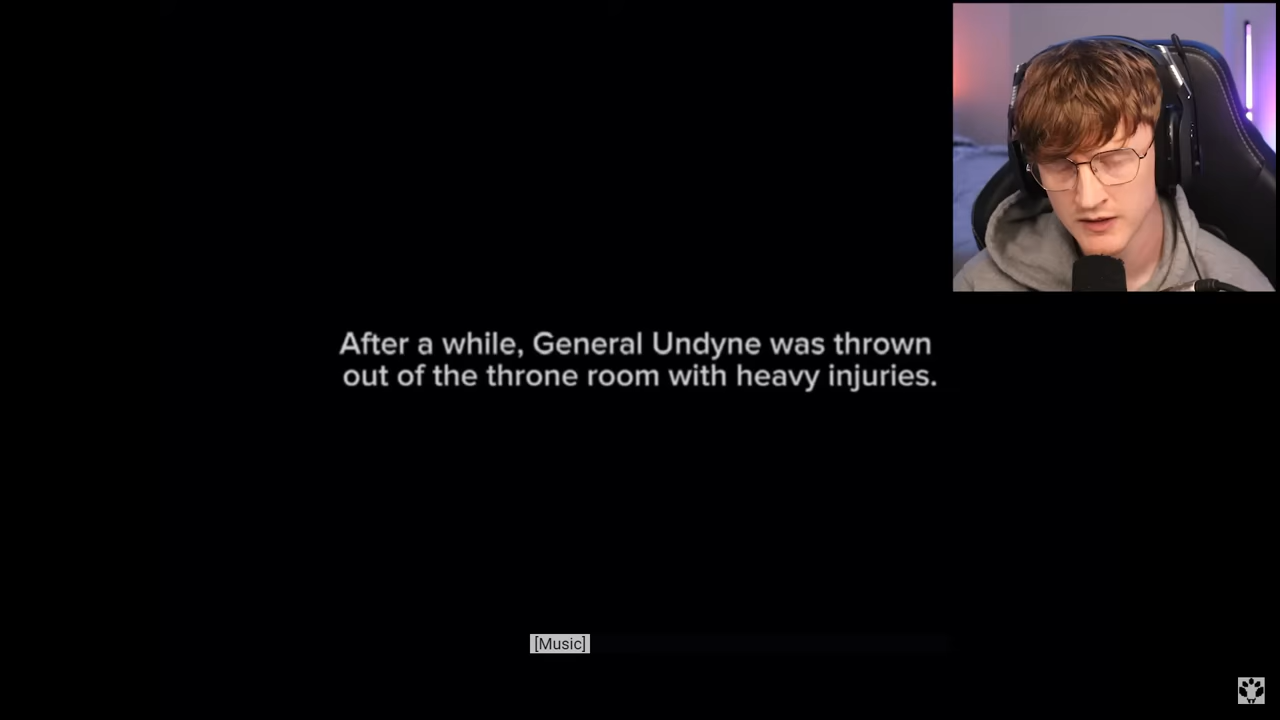 After a while, General Undyne was thrown
out of the throne room with heavy injuries.
[Music]